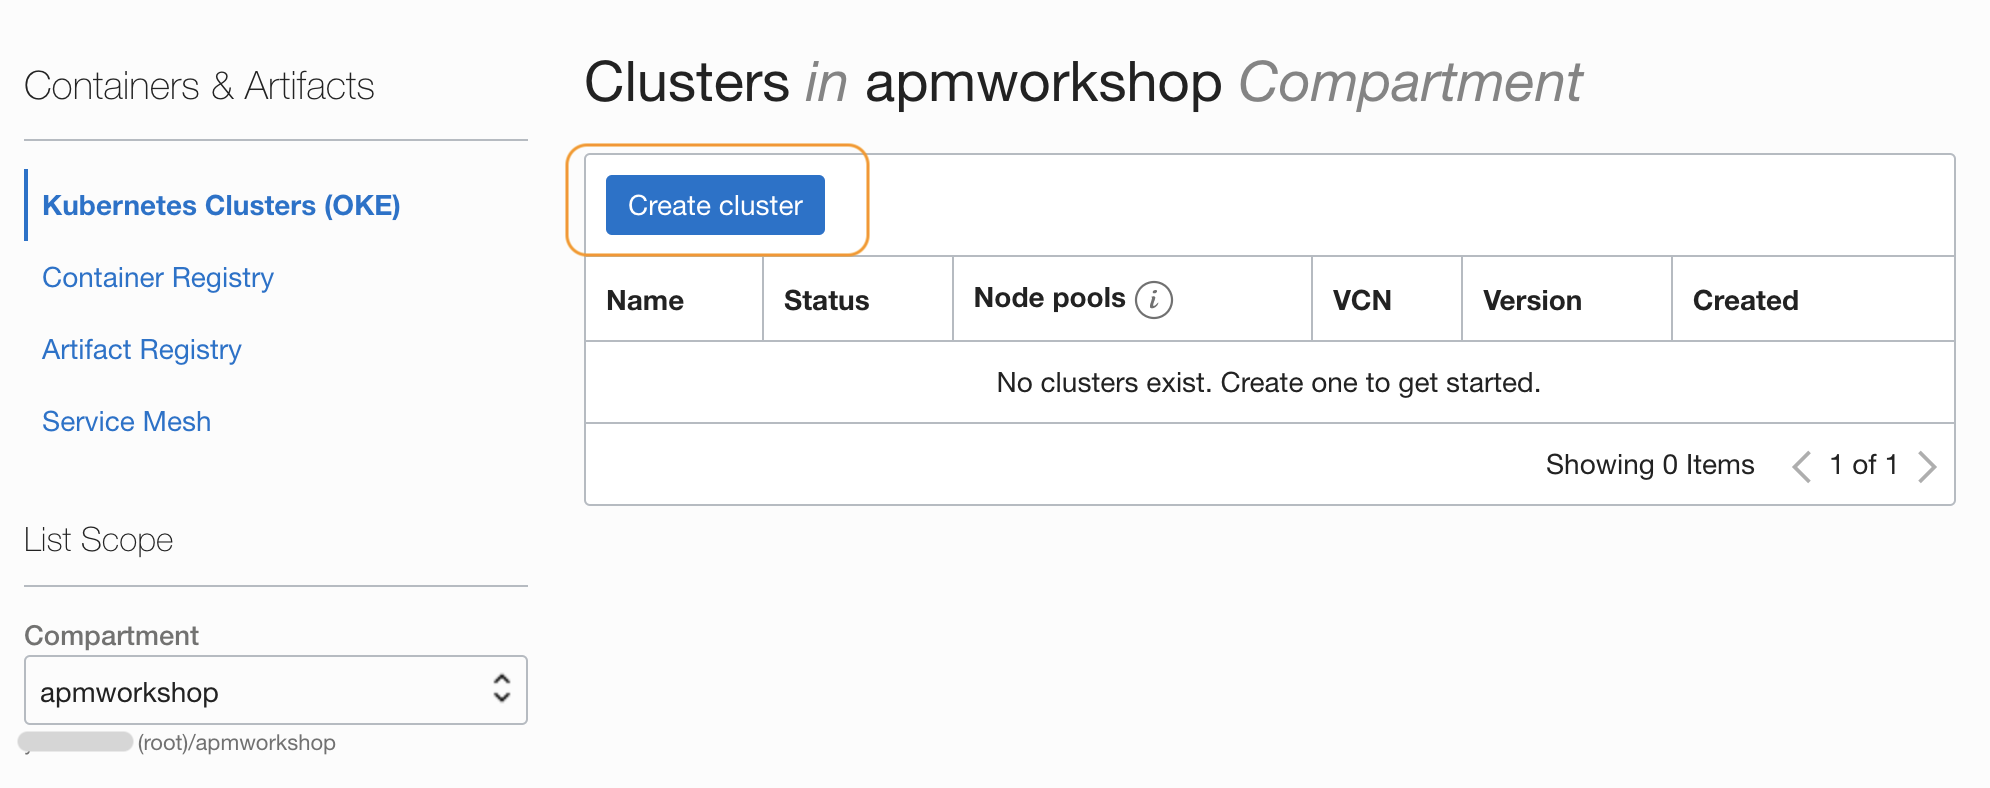 Containers & Artifacts
Kubernetes Clusters (OKE)
Container Registry
Artifact Registry
Service Mesh
List Scope
Compartment
apmworkshop
(root)/apmworkshop
Clusters in apmworkshop Compartment
Create cluster
Name Status Node pools i VCN Version Created
No clusters exist. Create one to get started.
Showing 0 Items 1 of 1